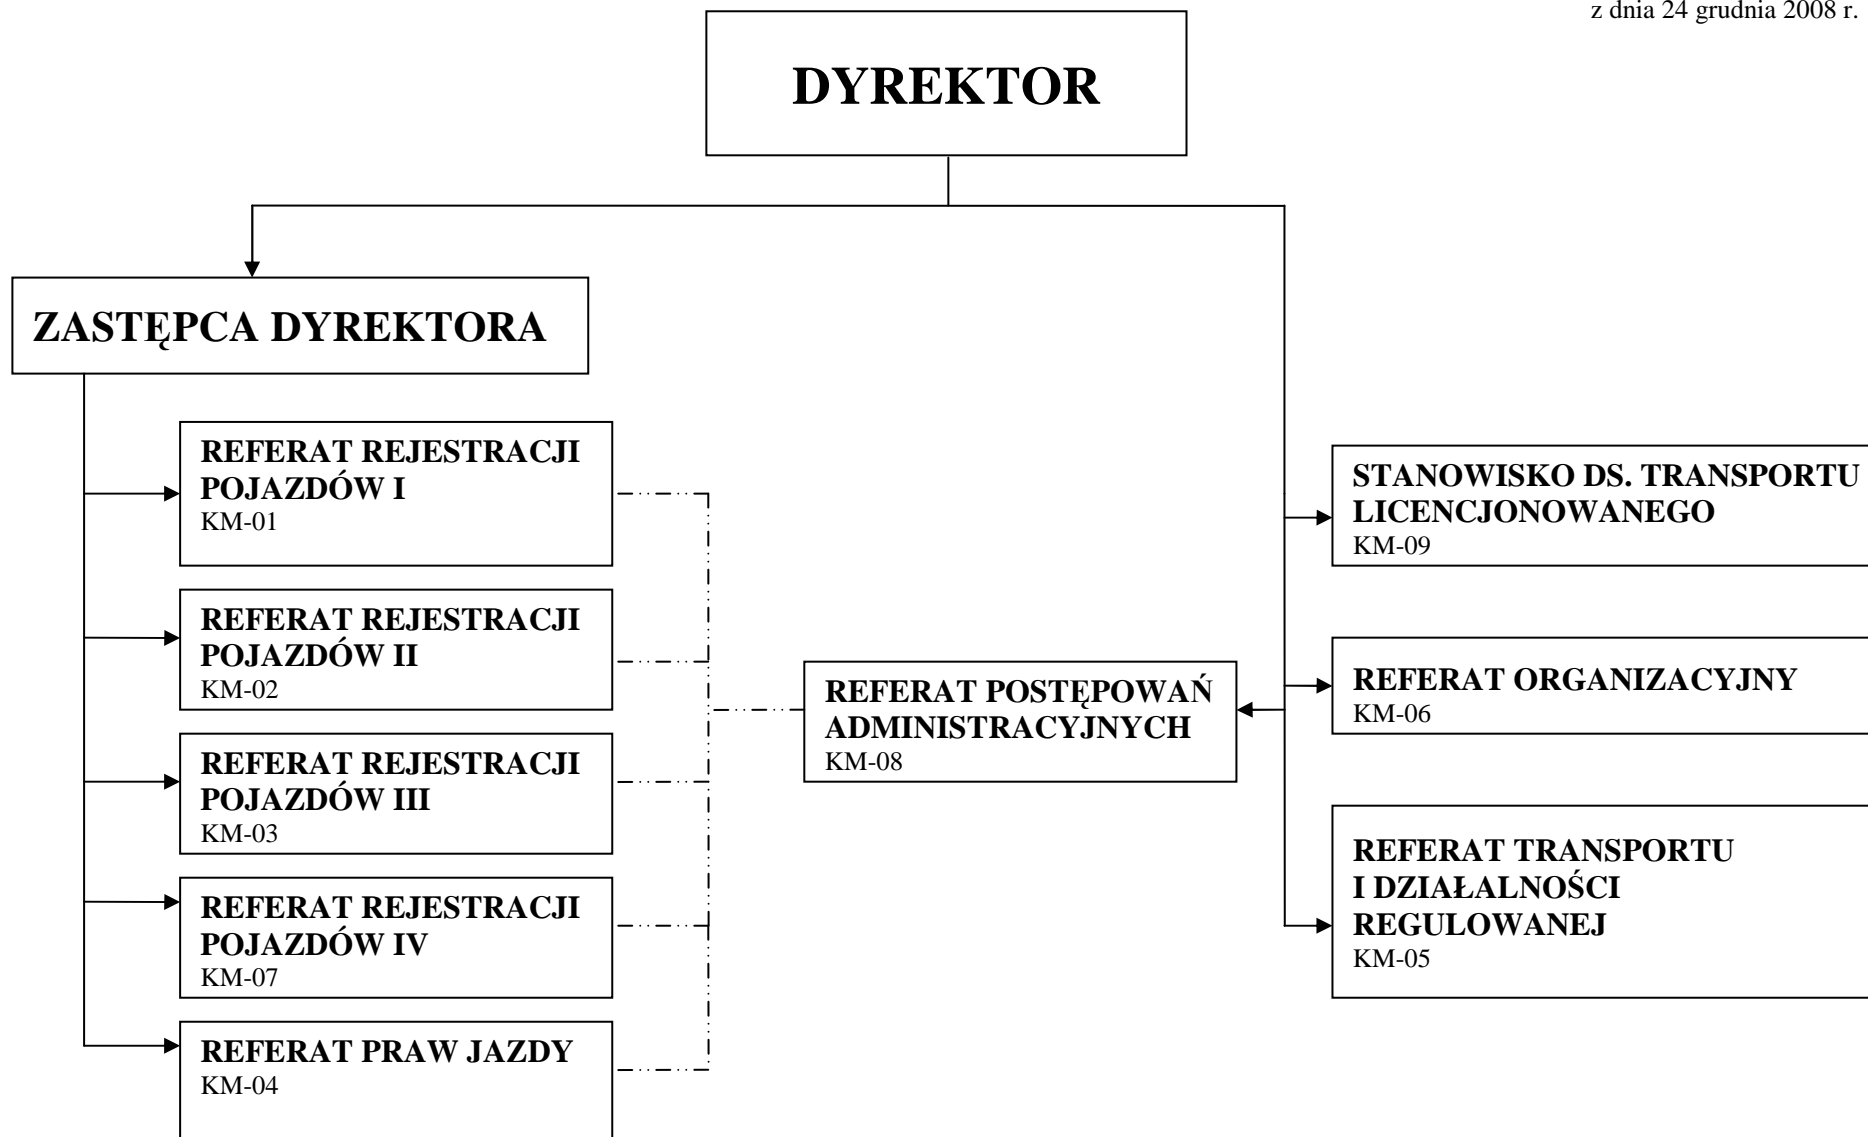 z dnia 24 grudnia 2008 r.
DYREKTOR
ZASTĘPCA DYREKTORA
REFERAT REJESTRACJI
POJAZDÓW I
KM-01
REFERAT REJESTRACJI
POJAZDÓW II
KM-02
REFERAT REJESTRACJI
POJAZDÓW III
KM-03
REFERAT REJESTRACJI
POJAZDÓW IV
KM-07
REFERAT PRAW JAZDY
KM-04
REFERAT POSTĘPOWAŃ
ADMINISTRACYJNYCH
KM-08
STANOWISKO DS. TRANSPORTU
LICENCJONOWANEGO
KM-09
REFERAT ORGANIZACYJNY
KM-06
REFERAT TRANSPORTU
I DZIAŁALNOŚCI
REGULOWANEJ
KM-05